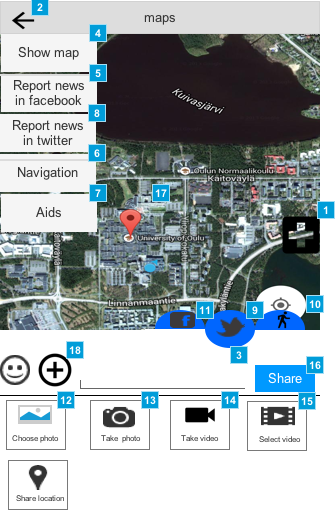 2
maps
4
Show map
5
Report news
in facebook
8
Report news
in twitter
6
Navigation
7
Aids
Kuivasjärvi
Oulun Normaalikoulu
Kaitoväylä
17
1
University of Oulu
Linnanmaantie
10
11
9
3
18
16
Share
12
13
14
15
Choose photo
Take photo
Take video
Select video
Share location